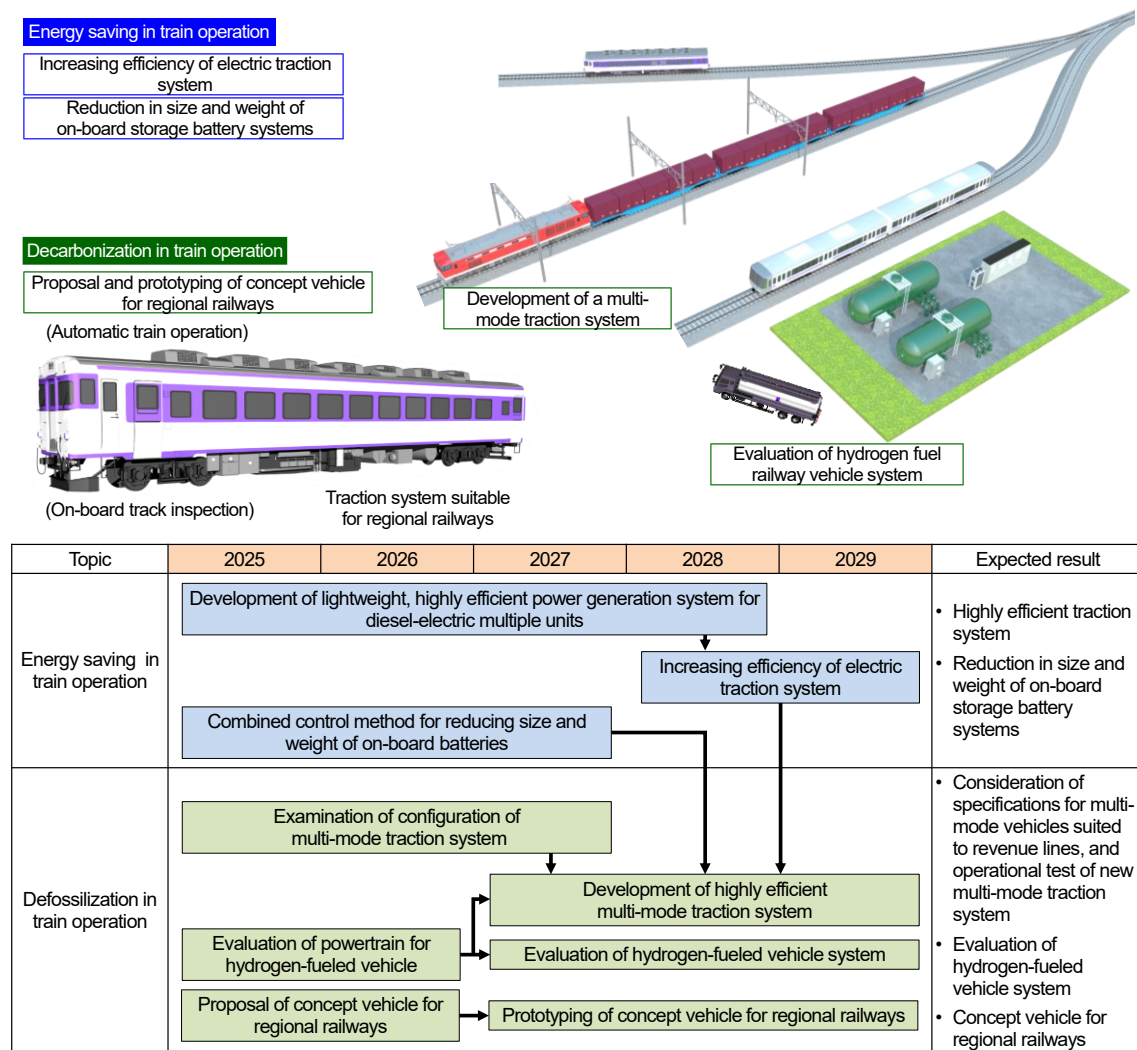 Energy saving in train operation
Increasing efficiency of electric traction
system
Reduction in size and weight of
on-board storage battery systems
Decarbonization in train operation
Proposal and prototyping of concept vehicle
for regional railways
(Automatic train operation)
(On-board track inspection)
Traction system suitable
for regional railways
Development of a multi-
mode traction system
Evaluation of hydrogen fuel
railway vehicle system
Topic
2025
2026
2027
2028
2029
Expected result
Energy saving in
train operation
Development of lightweight, highly efficient power generation system for
diesel-electric multiple units
Increasing efficiency of electric
traction system
Combined control method for reducing size and
weight of on-board batteries
• Highly efficient traction
system
• Reduction in size and
weight of on-board
storage battery
systems
Defossilization in
train operation
Examination of configuration of
multi-mode traction system
Development of highly efficient
multi-mode traction system
Evaluation of powertrain for
hydrogen-fueled vehicle
Evaluation of hydrogen-fueled vehicle system
Proposal of concept vehicle for
regional railways
Prototyping of concept vehicle for regional railways
• Consideration of
specifications for multi-
mode vehicles suited
to revenue lines, and
operational test of new
multi-mode traction
system
• Evaluation of
hydrogen-fueled
vehicle system
• Concept vehicle for
regional railways